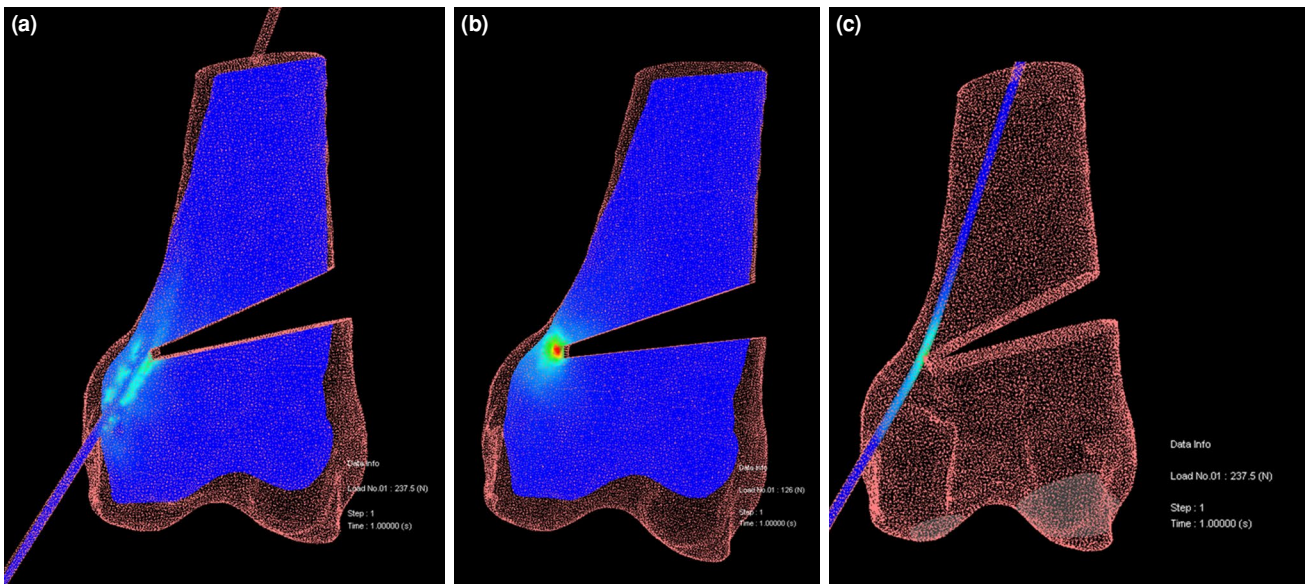 (a)
Data Info
Load No.01 : 237.5 (N)
Step : 1
Time : 1.00000 (s)
(b)
Data Info
Load No.01 : 126 (N)
Step : 1
Time : 1.00000 (s)
(c)
Data Info
Load No.01 : 237.5 (N)
Step : 1
Time : 1.00000 (s)